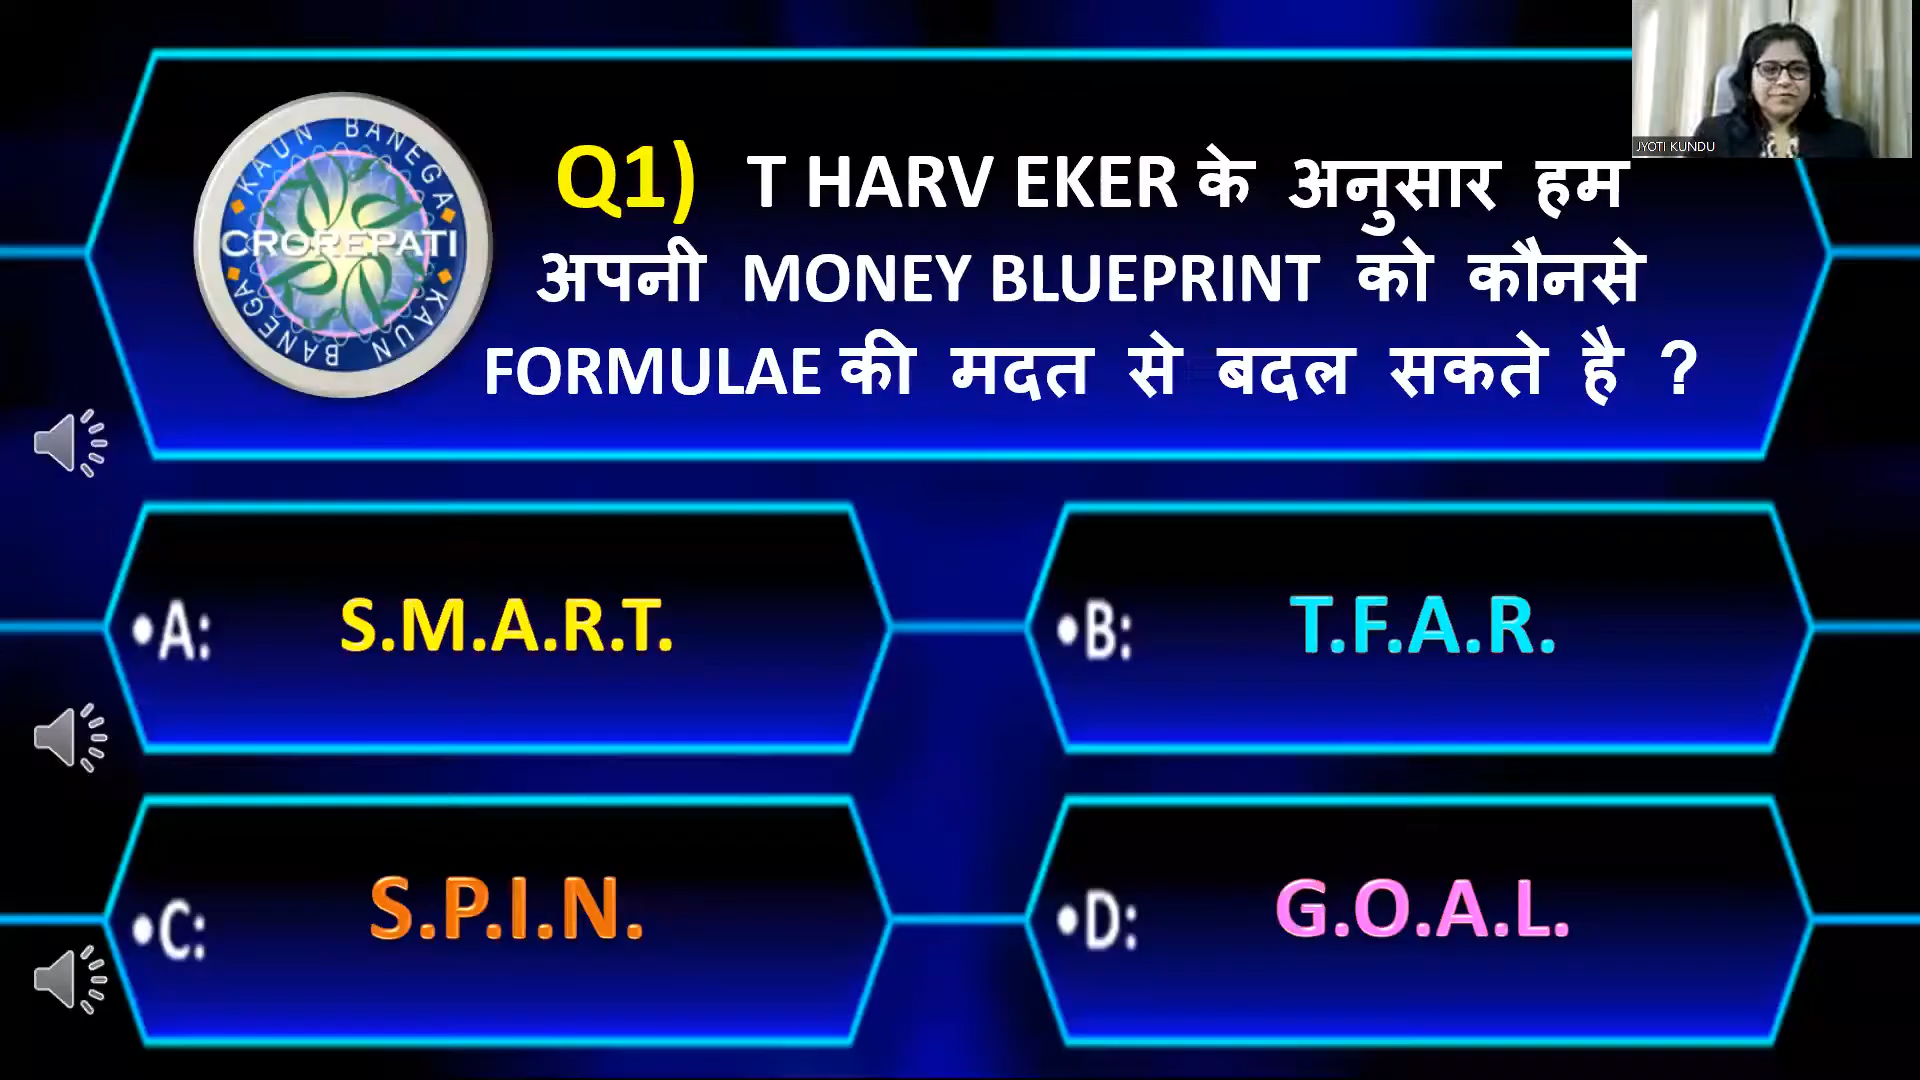 JYOTI KUNDU
KAUN BANEGA
CROREPATI
KAUN BANEGA
Q1) T HARV EKER के अनुसार हम
अपनी MONEY BLUEPRINT को कौनसे
FORMULAE की मदत से बदल सकते है ?
•A: S.M.A.R.T.
•B: T.F.A.R.
•C: S.P.I.N.
•D: G.O.A.L.